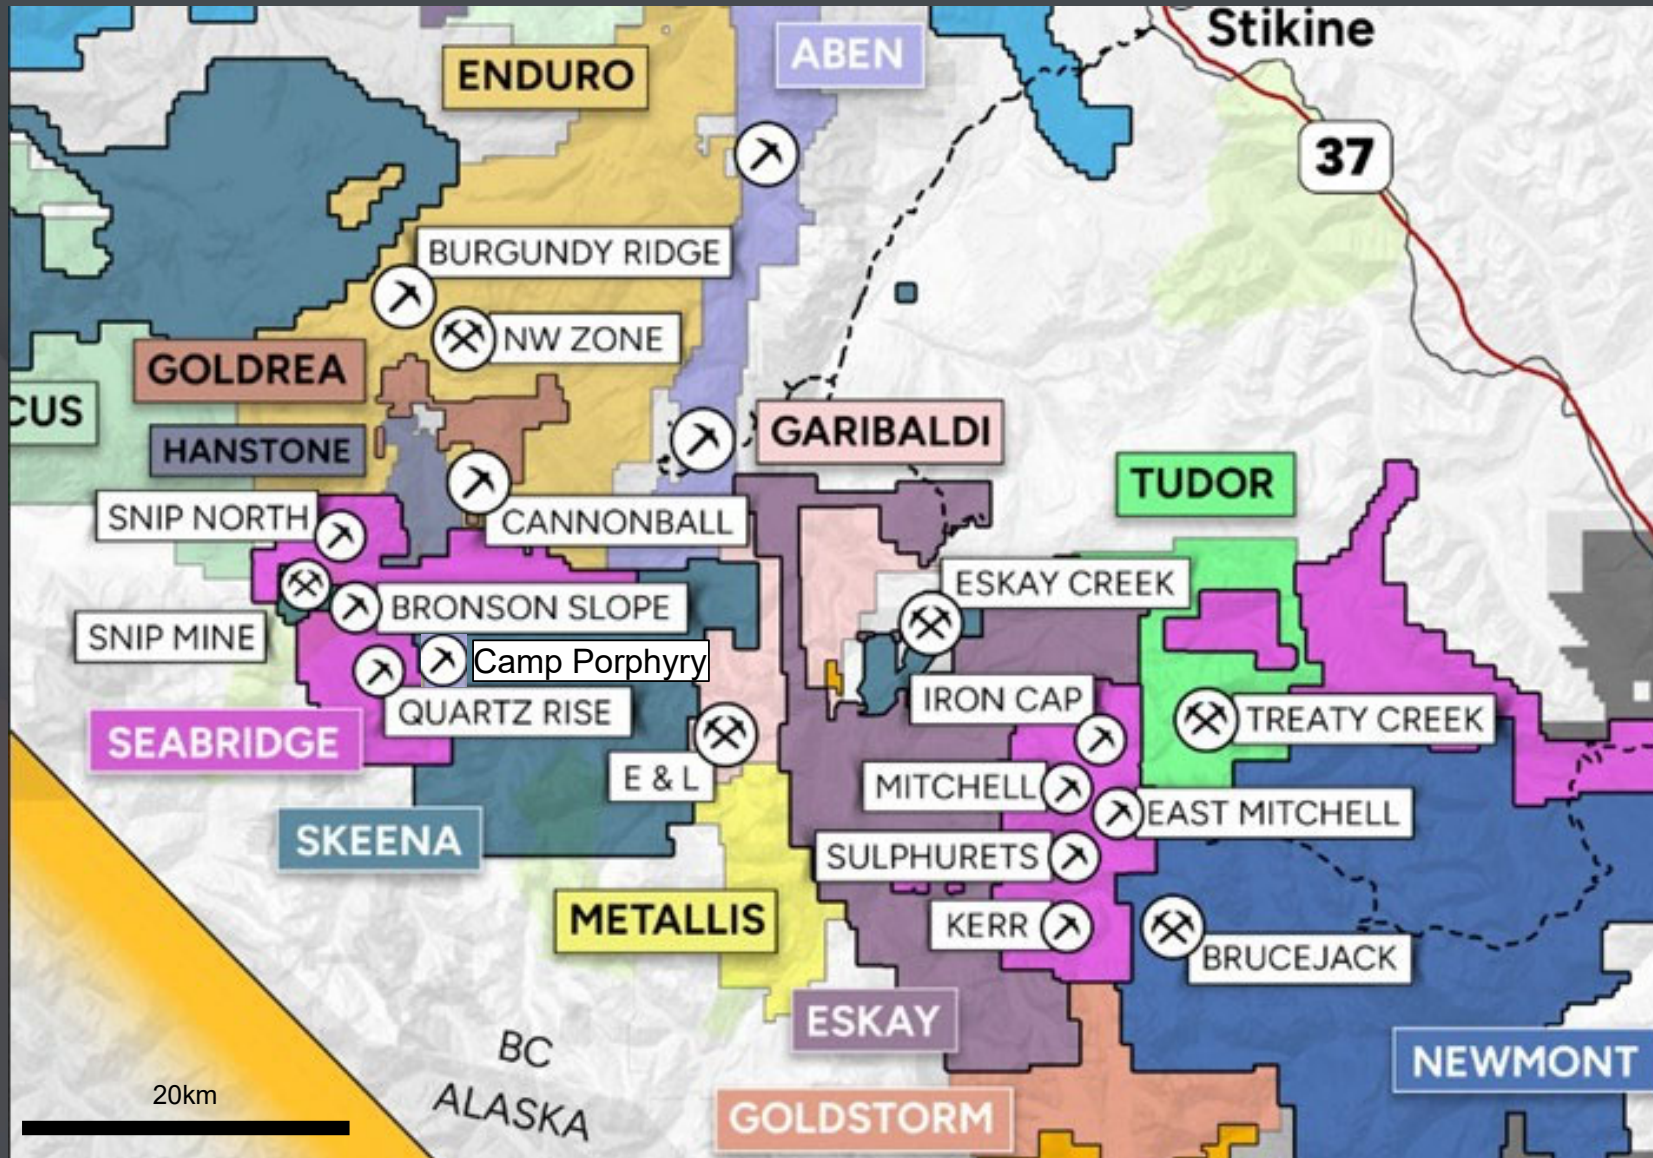 Stikine
ENDURO
ABEN
37
BURGUNDY RIDGE
NW ZONE
GOLDREA
CUS
HANSTONE
GARIBALDI
TUDOR
SNIP NORTH
CANNONBALL
ESKAY CREEK
BRONSON SLOPE
SNIP MINE
Camp Porphyry
IRON CAP
QUARTZ RISE
TREATY CREEK
SEABRIDGE
E & L
MITCHELL
EAST MITCHELL
SKEENA
SULPHURETS
METALLIS
KERR
BRUCEJACK
ESKAY
BC
ALASKA
NEWMONT
20km
GOLDSTORM